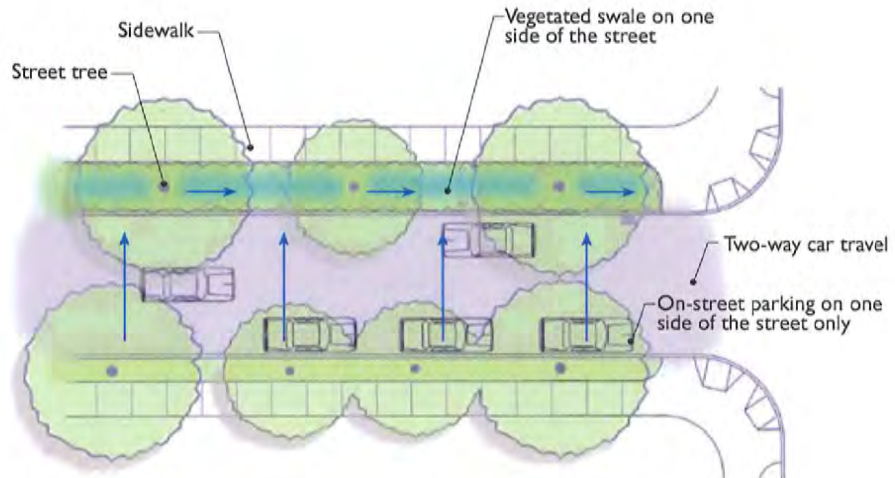 Vegetated swale on one
side of the street
Sidewalk
Street tree
Two-way car travel
On-street parking on one
side of the street only